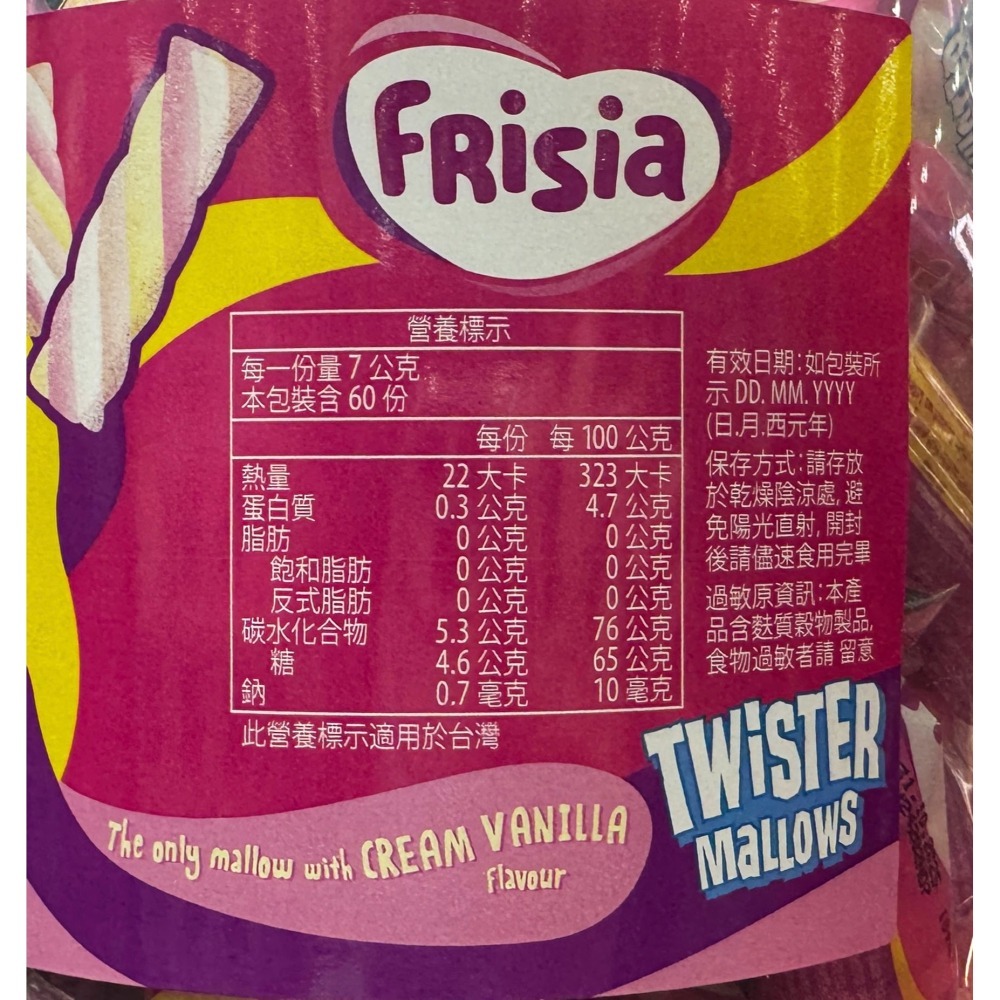 FRisia
營養標示
每一份量 7 公克
本包裝含 60 份
每份 每 100 公克
熱量 22 大卡 323 大卡
蛋白質 0.3 公克 4.7 公克
脂肪 0 公克 0 公克
飽和脂肪 0 公克 0 公克
反式脂肪 0 公克 0 公克
碳水化合物 5.3 公克 76 公克
糖 4.6 公克 65 公克
鈉 0.7 毫克 10 毫克
此營養標示適用於台灣
有效日期:如包裝所
示 DD. MM. YYYY
(日.月.西元年)
保存方式:請存放
於乾燥陰涼處, 避
免陽光直射, 開封
後請儘速食用完畢
過敏原資訊:本產
品含麩質穀物製品,
食物過敏者請 留意
TWiSTER
MaLLOWS
The only mallow with CREAM VANILLA
flavour